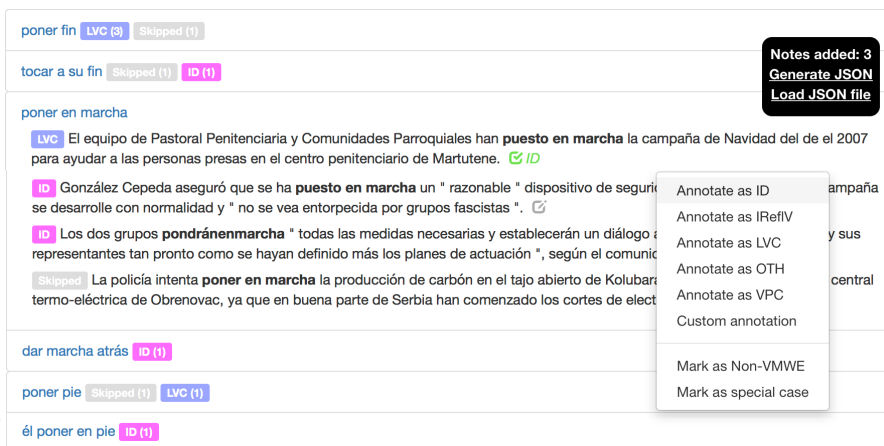 poner fin LVC (3) Skipped (1)
Notes added: 3
Generate JSON
Load JSON file
tocar a su fin Skipped (1) ID (1)
poner en marcha
LVC El equipo de Pastoral Penitenciaria y Comunidades Parroquiales han puesto en marcha la campaña de Navidad del de el 2007
para ayudar a las personas presas en el centro penitenciario de Martutene. ID
ID González Cepeda aseguró que se ha puesto en marcha un " razonable " dispositivo de seguri ampaña
se desarrolle con normalidad y " no se vea entorpecida por grupos fascistas ".
ID Los dos grupos pondránenmarcha " todas las medidas necesarias y establecerán un diálogo a y sus
representantes tan pronto como se hayan definido más los planes de actuación ", según el comunic
Skipped La policía intenta poner en marcha la producción de carbón en el tajo abierto de Kolubara central
termo-eléctrica de Obrenovac, ya que en buena parte de Serbia han comenzado los cortes de elect
Annotate as ID
Annotate as IReflV
Annotate as LVC
Annotate as OTH
Annotate as VPC
Custom annotation
Mark as Non-VMWE
Mark as special case
dar marcha atrás ID (1)
poner pie Skipped (1) LVC (1)
él poner en pie ID (1)